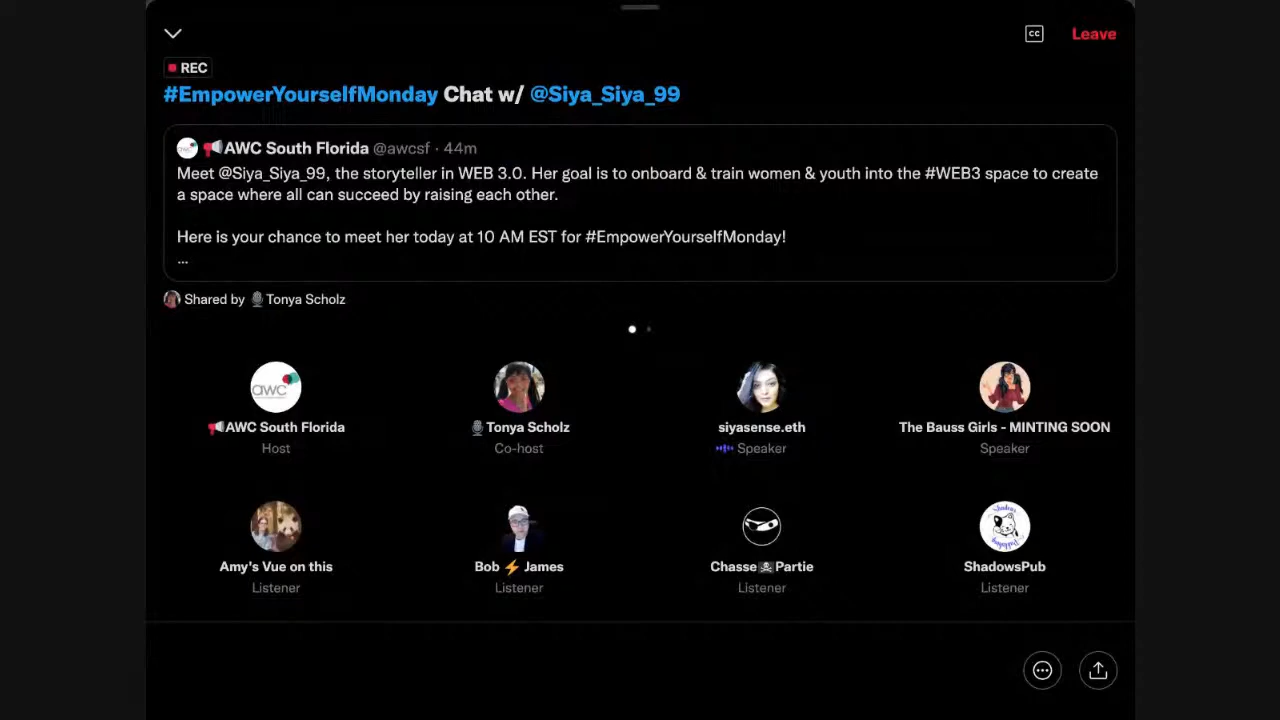 CC
Leave
REC
#EmpowerYourselfMonday Chat w/ @Siya_Siya_99
AWC South Florida @awcsf · 44m
Meet @Siya_Siya_99, the storyteller in WEB 3.0. Her goal is to onboard & train women & youth into the #WEB3 space to create
a space where all can succeed by raising each other.
Here is your chance to meet her today at 10 AM EST for #EmpowerYourselfMonday!
...
Shared by 🎙Tonya Scholz
awc
📢AWC South Florida
Host
🎙Tonya Scholz
Co-host
siyasense.eth
Speaker
The Bauss Girls - MINTING SOON
Speaker
Amy's Vue on this
Listener
Bob ⚡ James
Listener
Chasse🏴‍☠️Partie
Listener
ShadowsPub
Listener